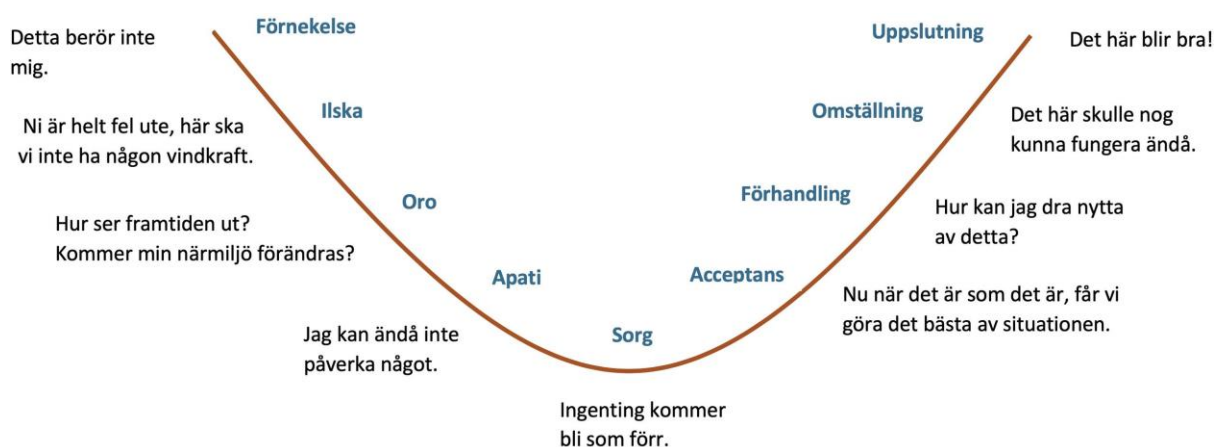 Förnekelse
Detta berör inte
mig.
Ilska
Ni är helt fel ute, här ska
vi inte ha någon vindkraft.
Oro
Hur ser framtiden ut?
Kommer min närmiljö förändras?
Apati
Jag kan ändå inte
påverka något.
Sorg
Ingenting kommer
bli som förr.
Acceptans
Nu när det är som det är, får vi
göra det bästa av situationen.
Förhandling
Hur kan jag dra nytta
av detta?
Omställning
Det här skulle nog
kunna fungera ändå.
Uppslutning
Det här blir bra!